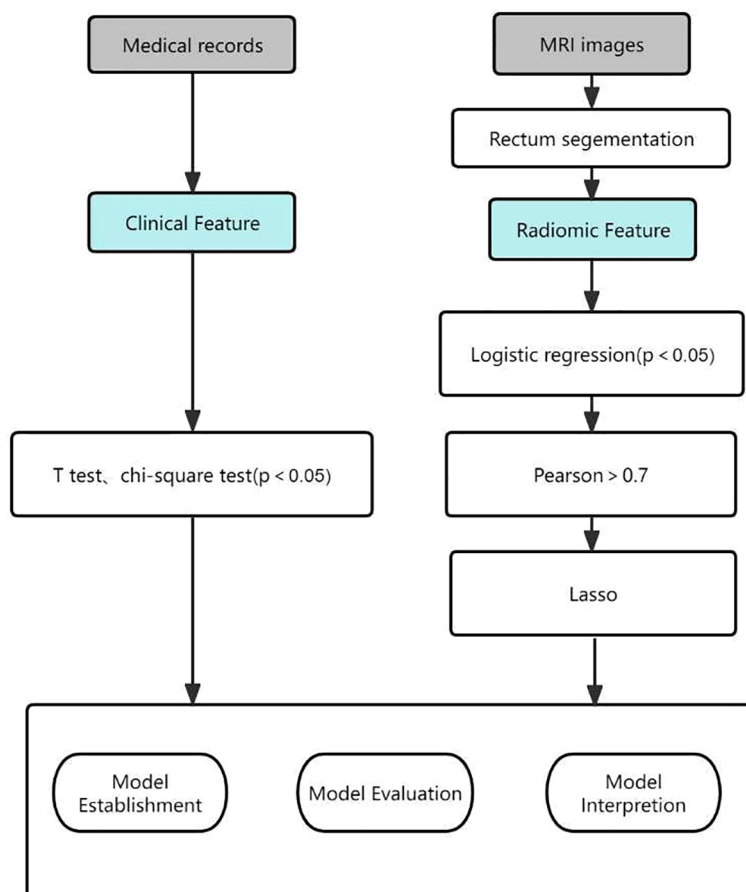 Medical records
MRI images
Rectum segementation
Clinical Feature
Radiomic Feature
Logistic regression(p < 0.05)
T test、chi-square test(p < 0.05)
Pearson > 0.7
Lasso
Model
Establishment
Model Evaluation
Model
Interpretion